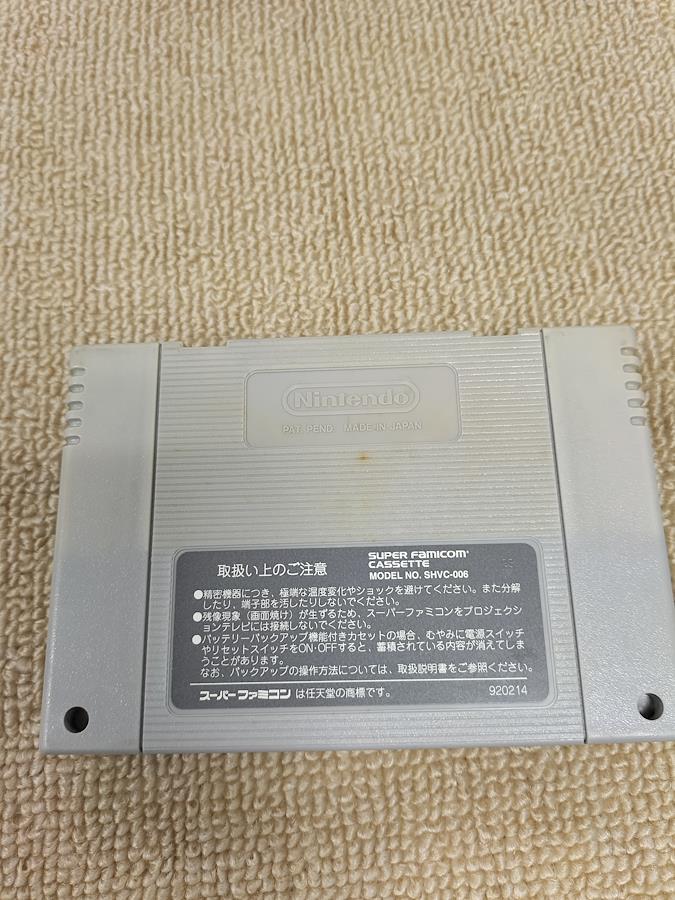 Nintendo
PAT. PEND. MADE IN JAPAN
取扱い上のご注意
SUPER FAMICOM
CASSETTE
MODEL NO. SHVC-006
●精密機器につき、極端な温度変化やショックを避けてください。また分解
したり、端子部を汚したりしないでください。
●残像現象(画面焼け)が生ずるため、スーパーファミコンをプロジェクシ
ョンテレビには接続しないでください。
●バッテリーバックアップ機能付きカセットの場合、むやみに電源スイッチ
やリセットスイッチをON・OFFすると、蓄積されている内容が消えてしま
うことがあります。
なお、バックアップの操作方法については、取扱説明書をご参照ください。
スーパーファミコンは任天堂の商標です。
920214